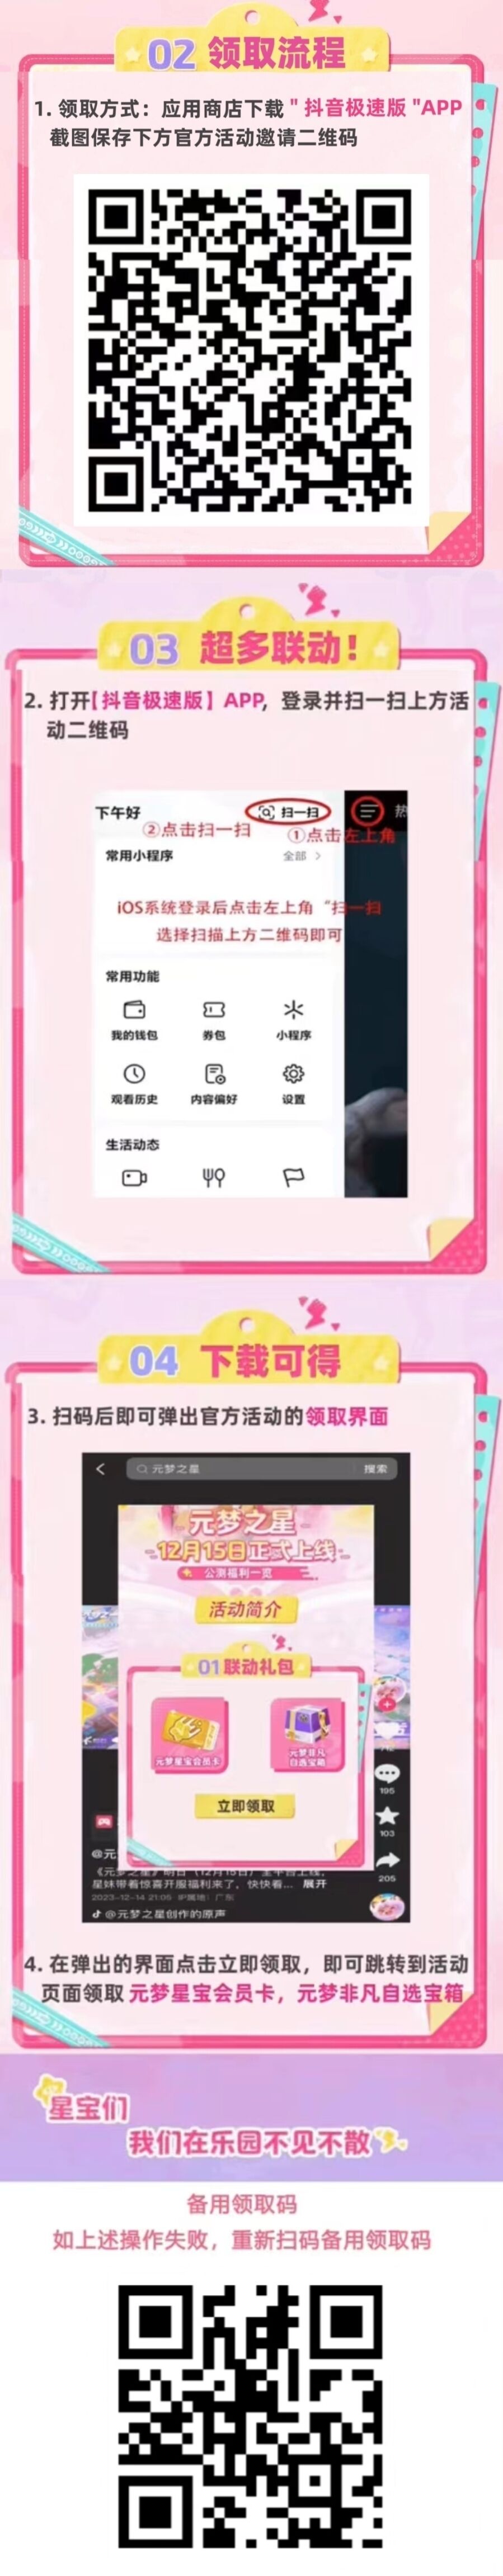 02 领取流程
1. 领取方式：应用商店下载"抖音极速版"APP
截图保存下方官方活动邀请二维码
03 超多联动！
2. 打开【抖音极速版】APP，登录并扫一扫上方活
动二维码
下午好
扫一扫
热
②点击扫一扫
①点击左上角
常用小程序
全部 >
iOS系统登录后点击左上角“扫一扫
选择扫描上方二维码即可
常用功能
我的钱包 券包 小程序
观看历史 内容偏好 设置
生活动态
04 下载可得
3. 扫码后即可弹出官方活动的领取界面
元梦之星 搜索
元梦之星
12月15日正式上线
公测福利一览
活动简介
01 联动礼包
元梦星宝会员卡
元梦非凡
自选宝箱
立即领取
195
103
205
@元
星妹带着惊喜开服福利来了，快快看... 展开
2023-12-14 21:05 IP属地：广东
@元梦之星创作的原声
4. 在弹出的界面点击立即领取，即可跳转到活动
页面领取 元梦星宝会员卡，元梦非凡自选宝箱
星宝们
我们在乐园不见不散
备用领取码
如上述操作失败，重新扫码备用领取码